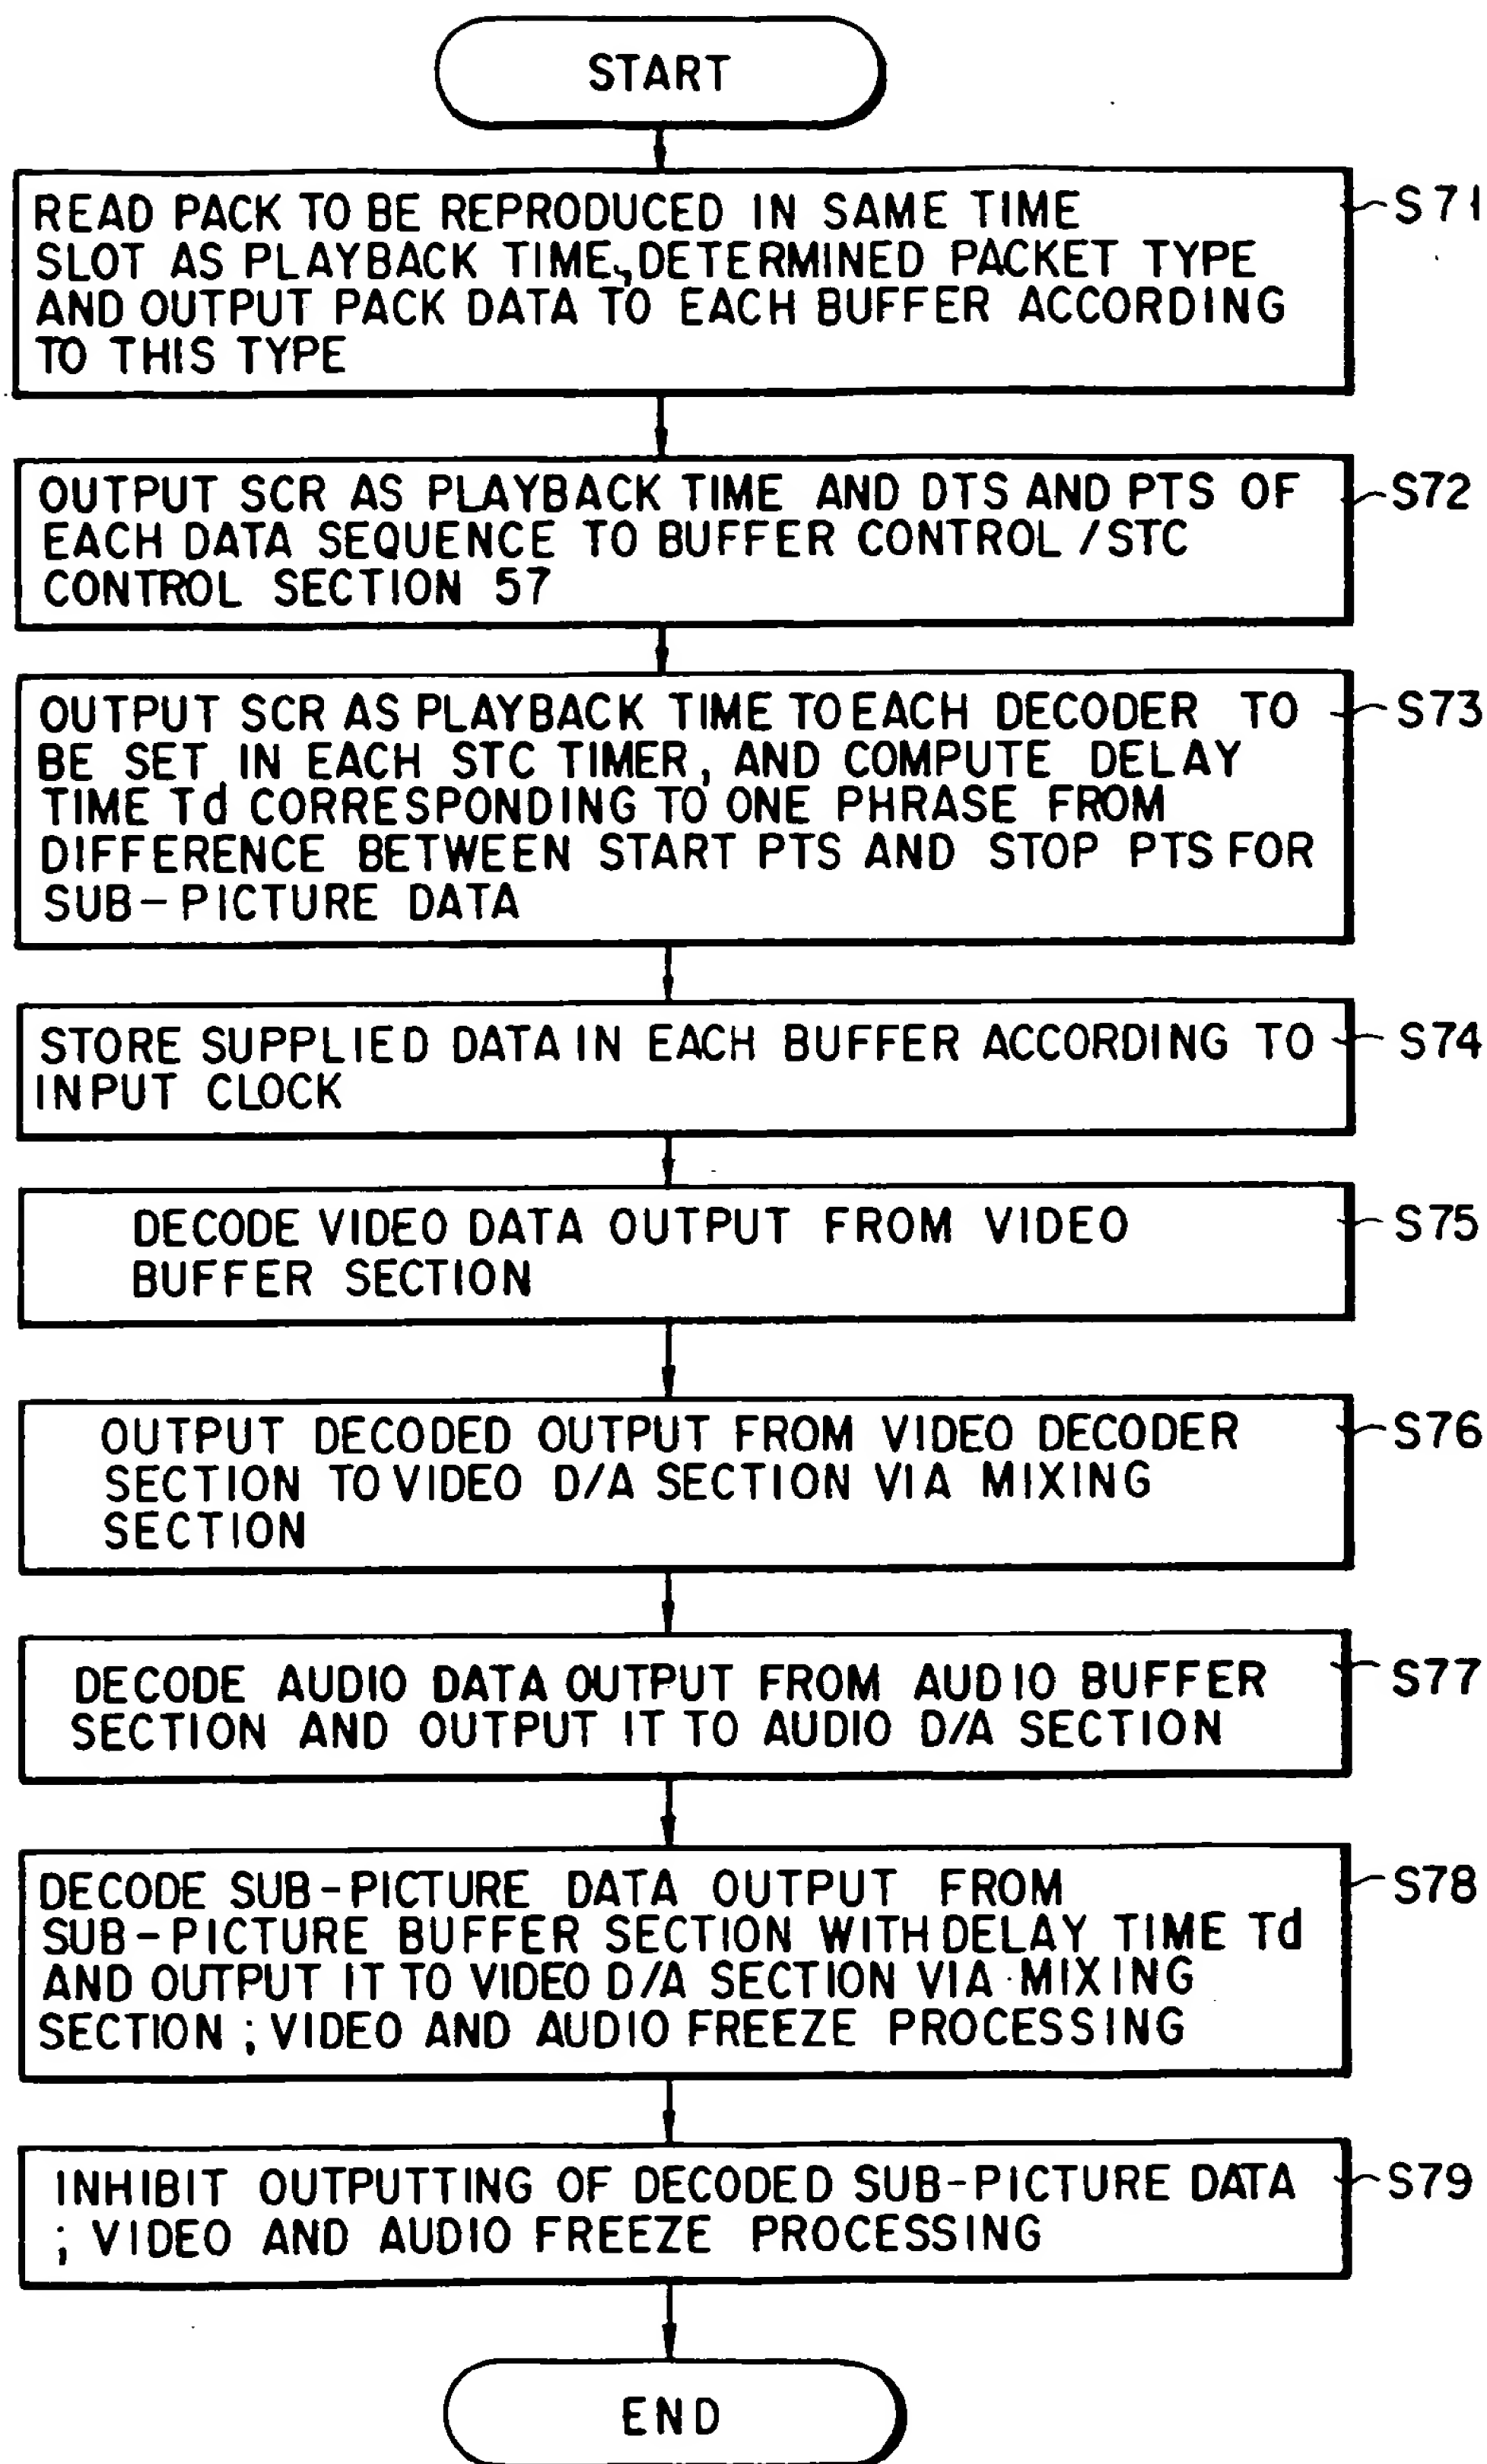 START
READ PACK TO BE REPRODUCED IN SAME TIME
SLOT AS PLAYBACK TIME, DETERMINED PACKET TYPE
AND OUTPUT PACK DATA TO EACH BUFFER ACCORDING
TO THIS TYPE
S71
OUTPUT SCR AS PLAYBACK TIME AND DTS AND PTS OF
EACH DATA SEQUENCE TO BUFFER CONTROL/STC
CONTROL SECTION 57
S72
OUTPUT SCR AS PLAYBACK TIME TO EACH DECODER TO
BE SET IN EACH STC TIMER, AND COMPUTE DELAY
TIME Td CORRESPONDING TO ONE PHRASE FROM
DIFFERENCE BETWEEN START PTS AND STOP PTS FOR
SUB-PICTURE DATA
S73
STORE SUPPLIED DATA IN EACH BUFFER ACCORDING TO
INPUT CLOCK
S74
DECODE VIDEO DATA OUTPUT FROM VIDEO
BUFFER SECTION
S75
OUTPUT DECODED OUTPUT FROM VIDEO DECODER
SECTION TO VIDEO D/A SECTION VIA MIXING
SECTION
S76
DECODE AUDIO DATA OUTPUT FROM AUDIO BUFFER
SECTION AND OUTPUT IT TO AUDIO D/A SECTION
S77
DECODE SUB-PICTURE DATA OUTPUT FROM
SUB-PICTURE BUFFER SECTION WITH DELAY TIME Td
AND OUTPUT IT TO VIDEO D/A SECTION VIA MIXING
SECTION ; VIDEO AND AUDIO FREEZE PROCESSING
S78
INHIBIT OUTPUTTING OF DECODED SUB-PICTURE DATA
; VIDEO AND AUDIO FREEZE PROCESSING
S79
END